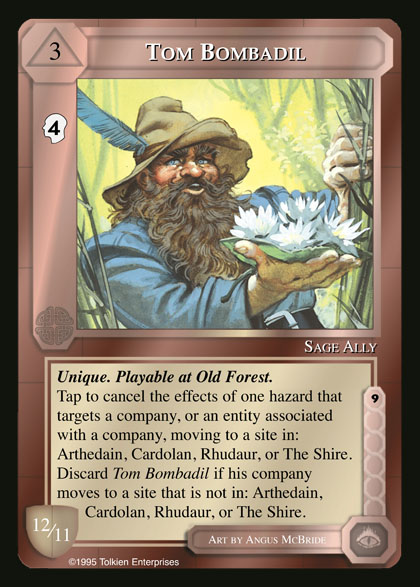 3
TOM BOMBADIL
4
SAGE ALLY
Unique. Playable at Old Forest.
Tap to cancel the effects of one hazard that
targets a company, or an entity associated
with a company, moving to a site in:
Arthedain, Cardolan, Rhudaur, or The Shire.
Discard Tom Bombadil if his company
moves to a site that is not in: Arthedain,
Cardolan, Rhudaur, or The Shire.
9
12/11
ART BY ANGUS MCBRIDE
©1995 Tolkien Enterprises